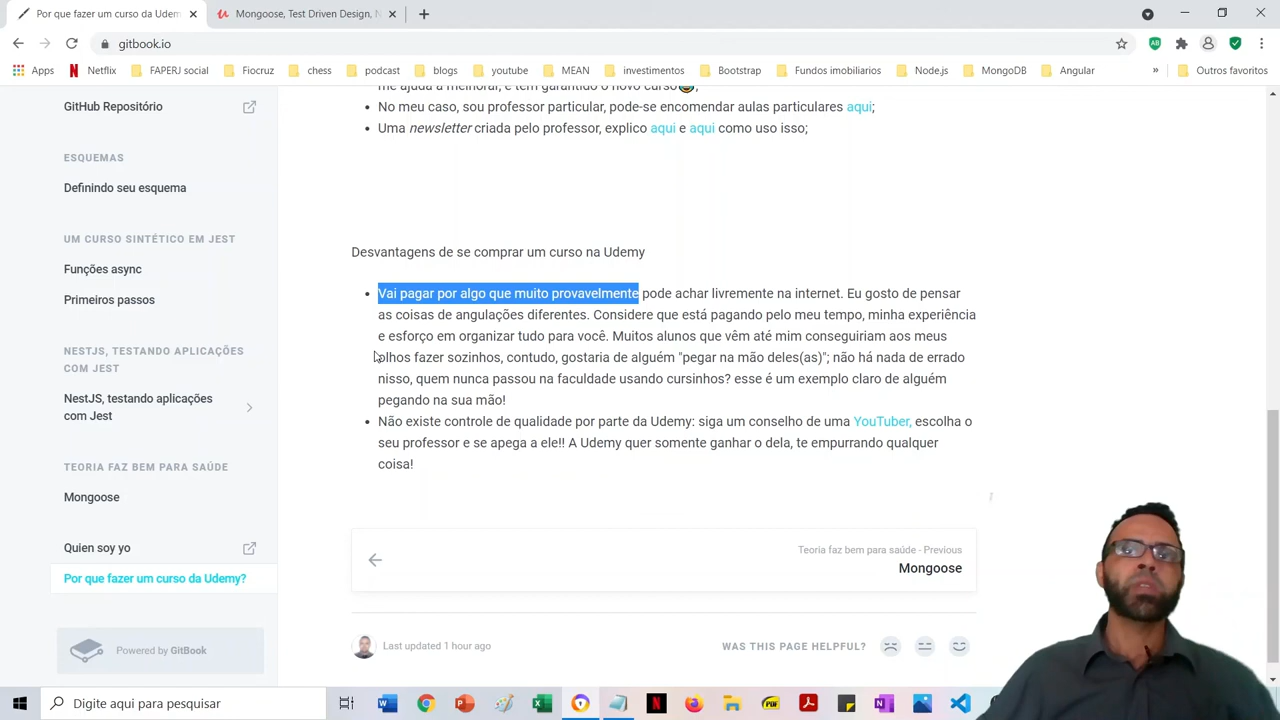 Por que fazer um curso da Udem
Mongoose, Test Driven Design, N
gitbook.io
Apps
Netflix
FAPERJ social
Fiocruz
chess
podcast
blogs
youtube
MEAN
investimentos
Bootstrap
Fundos imobiliarios
Node.js
MongoDB
Angular
»
Outros favoritos
me ajuda a melhorar, e tem garantido o novo curso;
GitHub Repositório
• No meu caso, sou professor particular, pode-se encomendar aulas particulares aqui;
• Uma newsletter criada pelo professor, explico aqui e aqui como uso isso;
ESQUEMAS
Definindo seu esquema
UM CURSO SINTÉTICO EM JEST
Funções async
Primeiros passos
NESTJS, TESTANDO APLICAÇÕES
COM JEST
NestJS, testando aplicações
com Jest
TEORIA FAZ BEM PARA SAÚDE
Mongoose
Quien soy yo
Por que fazer um curso da Udemy?
Powered by GitBook
Desvantagens de se comprar um curso na Udemy
• Vai pagar por algo que muito provavelmente pode achar livremente na internet. Eu gosto de pensar
as coisas de angulações diferentes. Considere que está pagando pelo meu tempo, minha experiência
e esforço em organizar tudo para você. Muitos alunos que vêm até mim conseguiriam aos meus
olhos fazer sozinhos, contudo, gostaria de alguém "pegar na mão deles(as)"; não há nada de errado
nisso, quem nunca passou na faculdade usando cursinhos? esse é um exemplo claro de alguém
pegando na sua mão!
• Não existe controle de qualidade por parte da Udemy: siga um conselho de uma YouTuber, escolha o
seu professor e se apega a ele!! A Udemy quer somente ganhar o dela, te empurrando qualquer
coisa!
Teoria faz bem para saúde - Previous
Mongoose
Last updated 1 hour ago
WAS THIS PAGE HELPFUL?
Digite aqui para pesquisar